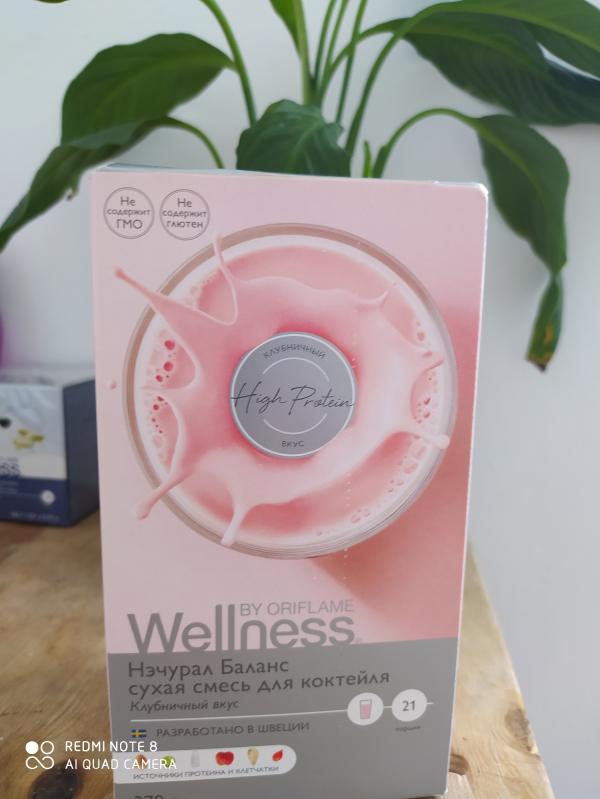 Не
содержит
ГМО
Не
содержит
глютен
КЛУБНИЧНЫЙ
High Protein
ВКУС
BY ORIFLAME
Wellness
Нэчурал Баланс
сухая смесь для коктейля
Клубничный вкус
21
порция
РАЗРАБОТАНО В ШВЕЦИИ
ИСТОЧНИКИ ПРОТЕИНА И КЛЕТЧАТКИ
REDMI NOTE 8
AI QUAD CAMERA